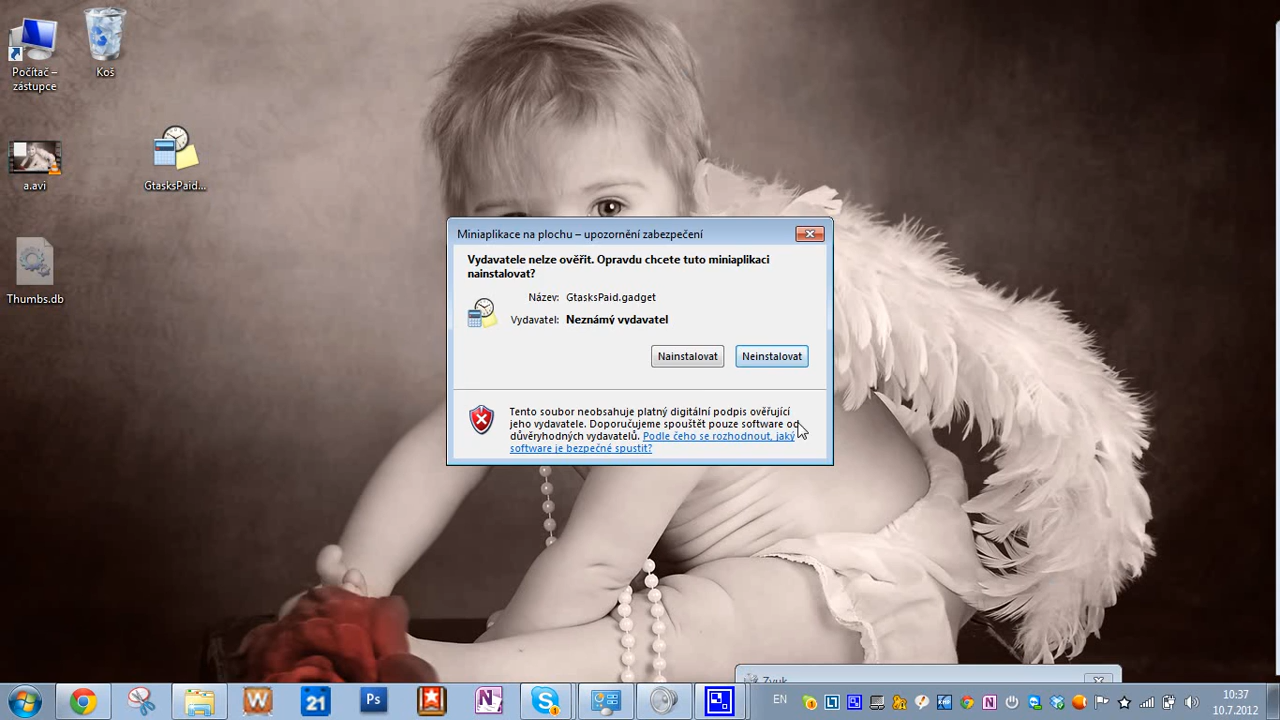 Počítač –
zástupce
Koš
a.avi
GtasksPaid...
Thumbs.db
Miniaplikace na plochu – upozornění zabezpečení
Vydavatele nelze ověřit. Opravdu chcete tuto miniaplikaci
nainstalovat?
Název: GtasksPaid.gadget
Vydavatel: Neznámý vydavatel
Nainstalovat Neinstalovat
Tento soubor neobsahuje platný digitální podpis ověřující
jeho vydavatele. Doporučujeme spouštět pouze software od
důvěryhodných vydavatelů. Podle čeho se rozhodnout, jaký
software je bezpečné spustit?
Zvuk
W 21 Ps N S 1 EN L N
10:37
10.7.2012